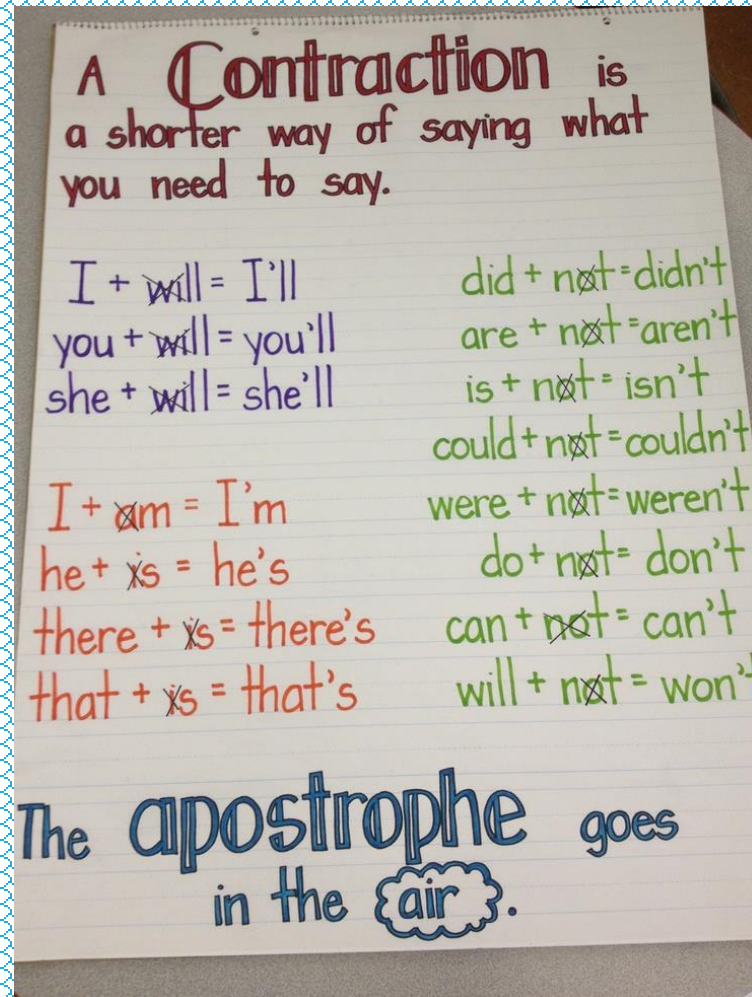 A Contraction is
a shorter way of saying what
you need to say.
I + will = I'll
you + will = you'll
she + will = she'll
I + am = I'm
he + is = he's
there + is = there's
that + is = that's
did + not = didn't
are + not = aren't
is + not = isn't
could + not = couldn't
were + not = weren't
do + not = don't
can + not = can't
will + not = won'
The apostrophe goes
in the air.